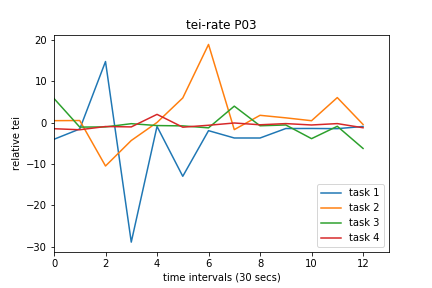 tei-rate P03
20
10
0
−10
−20
−30
relative tei
0 2 4 6 8 10 12
time intervals (30 secs)
task 1
task 2
task 3
task 4